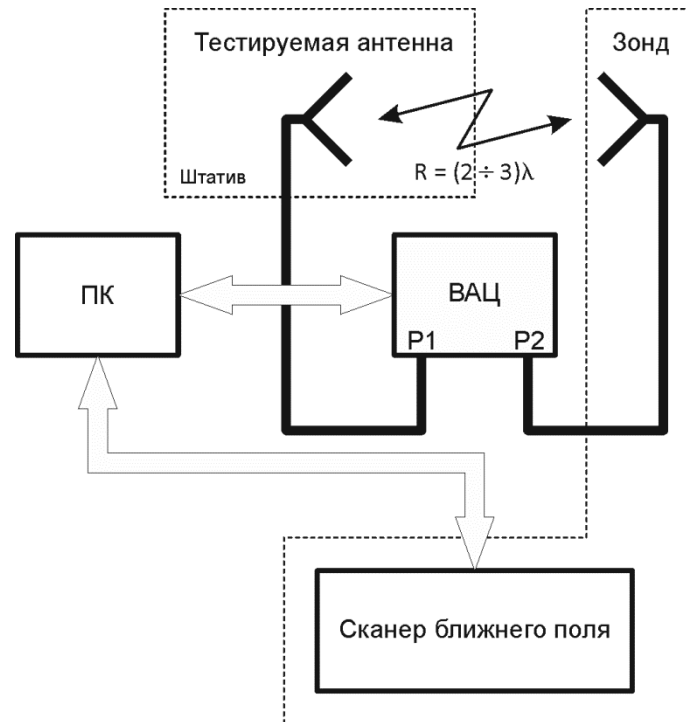 Тестируемая антенна
Зонд
R = (2 ÷ 3)λ
Штатив
ПК
ВАЦ
P1
P2
Сканер ближнего поля